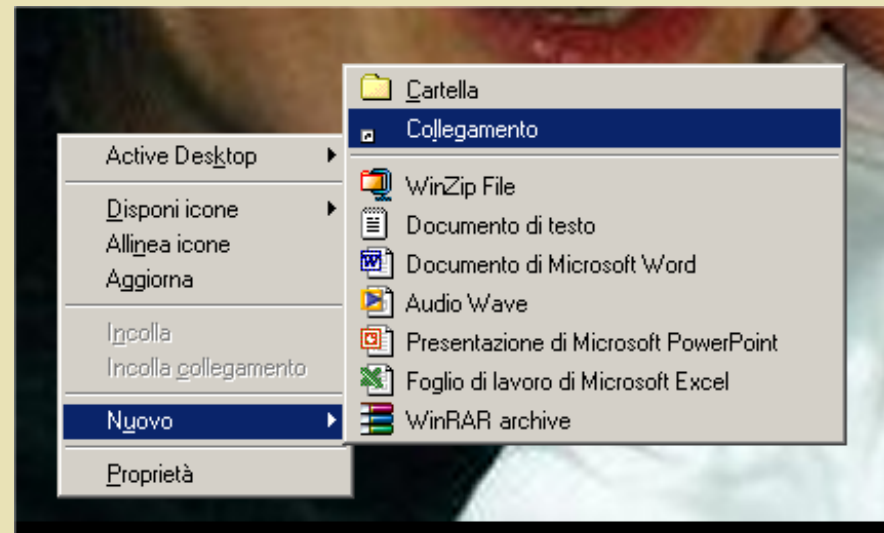 Active Desktop
Disponi icone
Allinea icone
Aggiorna
Incolla
Incolla collegamento
Nuovo
Proprietà
Cartella
Collegamento
WinZip File
Documento di testo
Documento di Microsoft Word
Audio Wave
Presentazione di Microsoft PowerPoint
Foglio di lavoro di Microsoft Excel
WinRAR archive